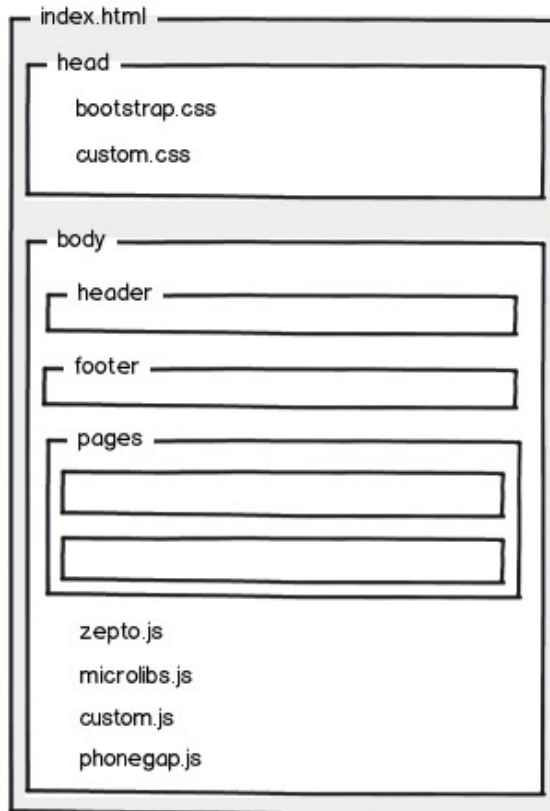 index.html
head
bootstrap.css
custom.css
body
header
footer
pages
zepto.js
microlibs.js
custom.js
phonegap.js